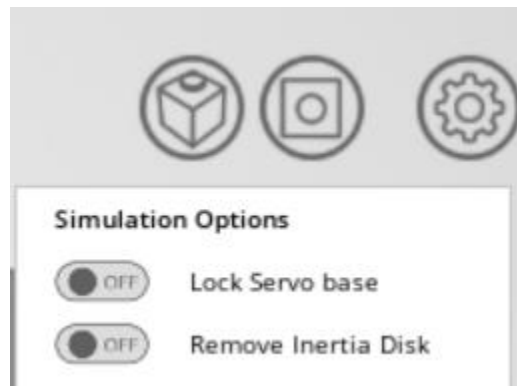 Simulation Options
OFF Lock Servo base
OFF Remove Inertia Disk